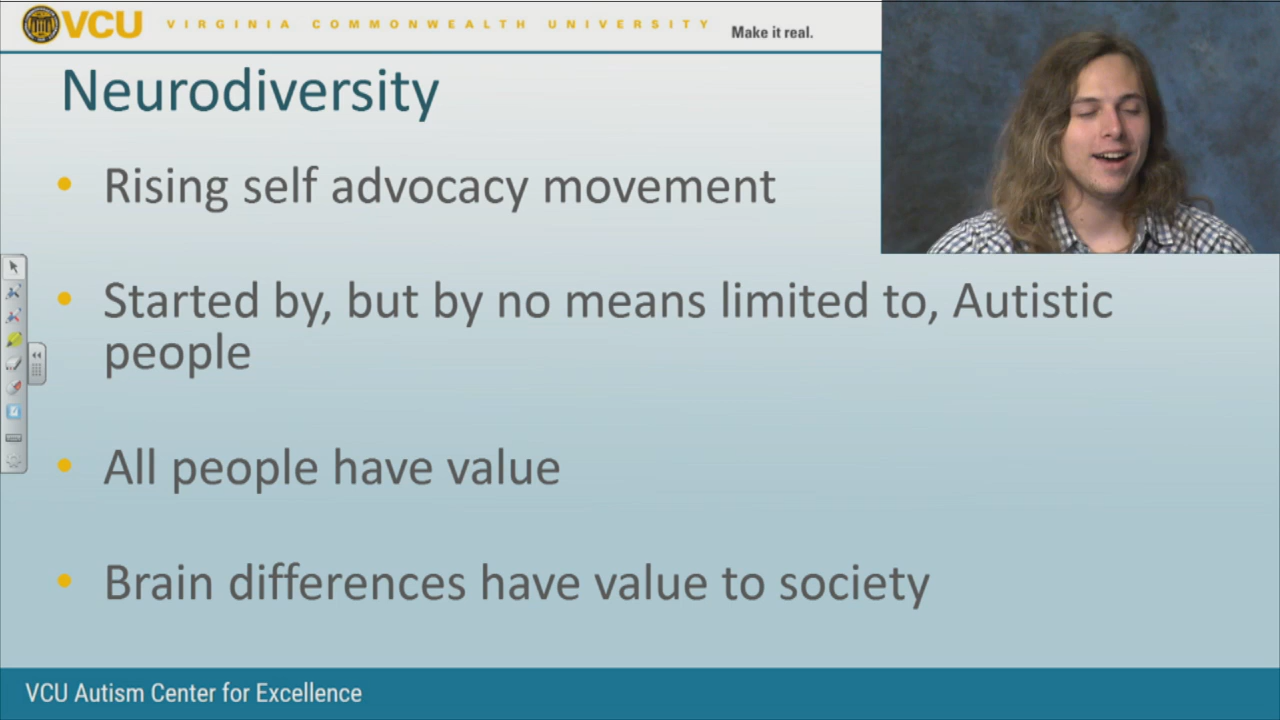 VCU VIRGINIA COMMONWEALTH UNIVERSITY Make it real.
Neurodiversity
• Rising self advocacy movement
• Started by, but by no means limited to, Autistic
people
• All people have value
• Brain differences have value to society
VCU Autism Center for Excellence